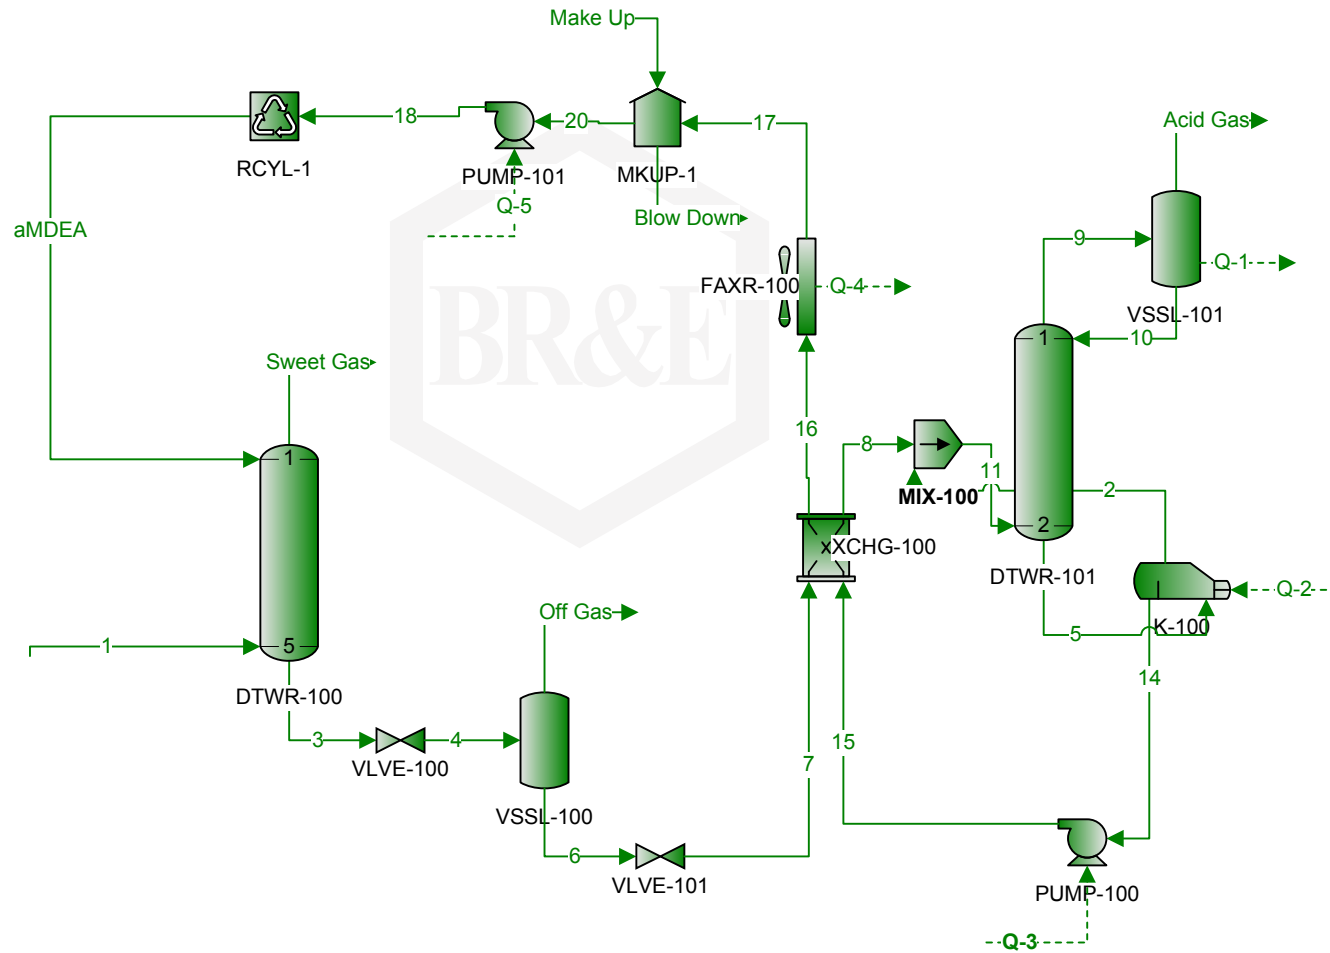 Make Up
18
20
17
Acid Gas
RCYL-1
PUMP-101
MKUP-1
Q-5
Blow Down
aMDEA
9
Q-1
FAXR-100
Q-4
VSSL-101
BR&E
1
10
Sweet Gas
16
8
1
11
MIX-100
2
2
xXCHG-100
DTWR-101
Q-2
Off Gas
K-100
5
1
5
14
DTWR-100
3
4
15
7
VLVE-100
VSSL-100
6
VLVE-101
PUMP-100
Q-3